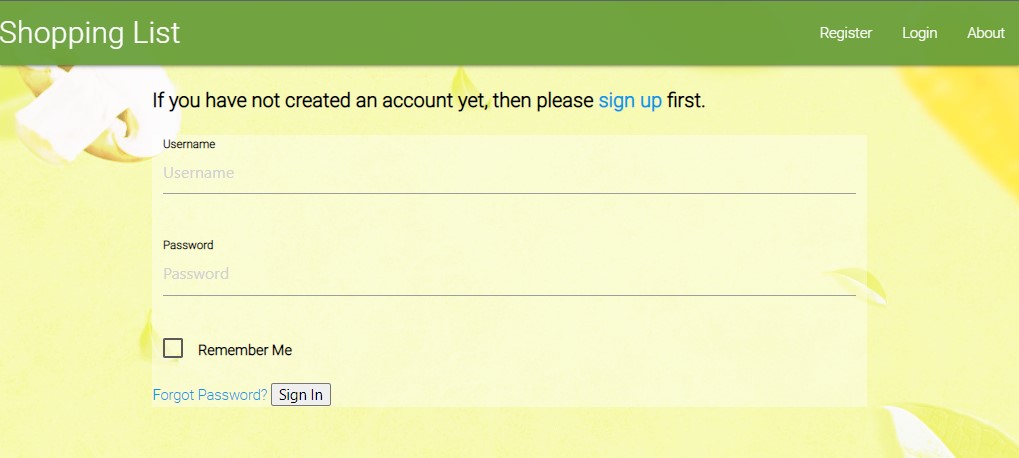 Shopping List Register Login About
If you have not created an account yet, then please sign up first.
Username
Username
Password
Password
Remember Me
Forgot Password? Sign In